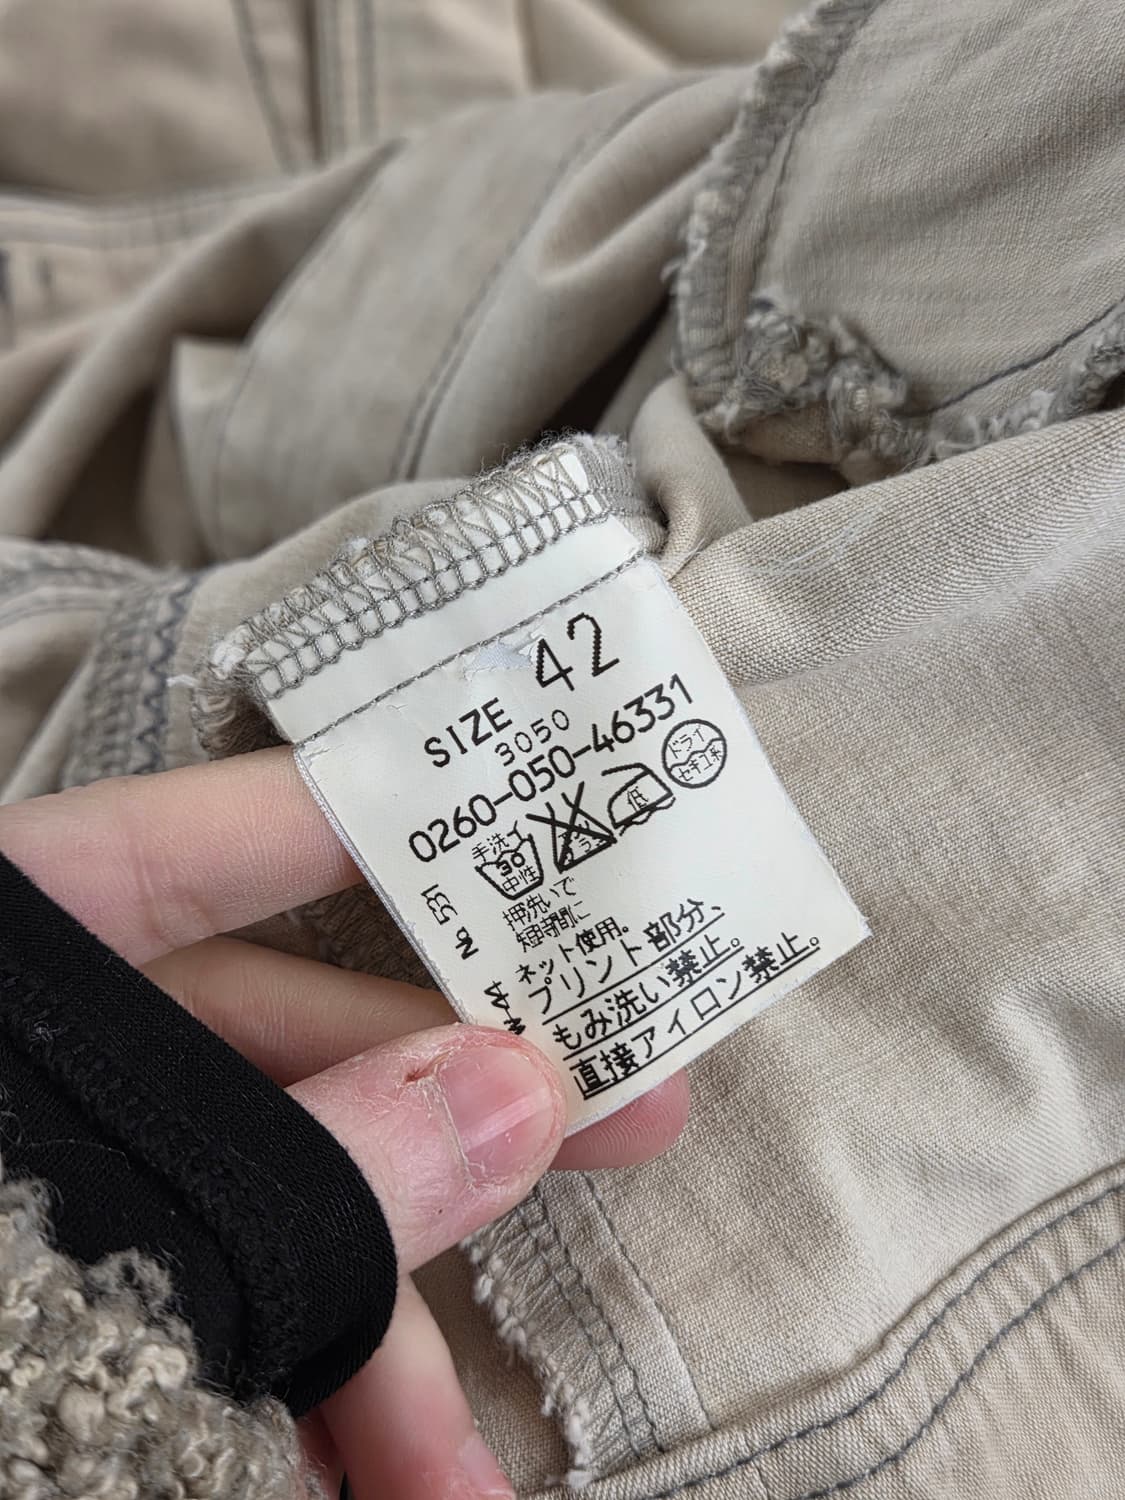 SIZE 42
3050
0260-050-46331
手洗イ
30
中性
低
ドライ
セキユ系
押洗いで
短時間に
ネット使用。
プリント部分、
もみ洗い禁止。
直接アイロン禁止。